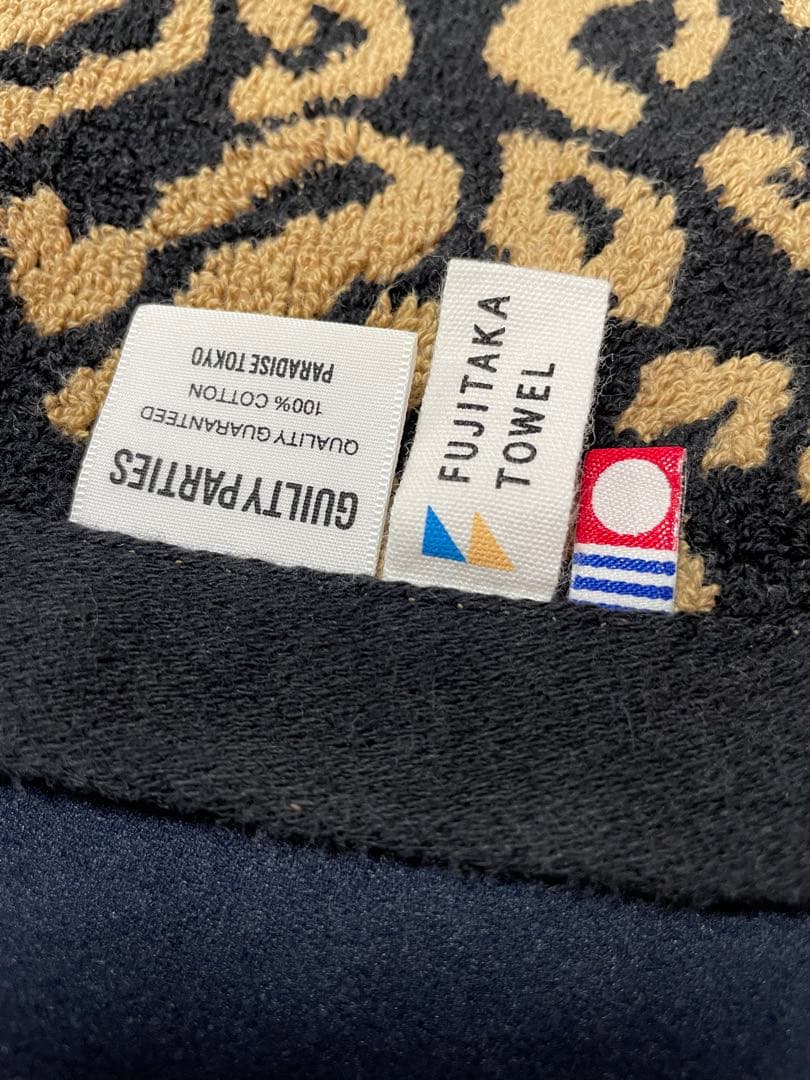 GUILTY PARTIES
QUALITY GUARANTEED
100% COTTON
PARADISE TOKYO
FUJITAKA
TOWEL